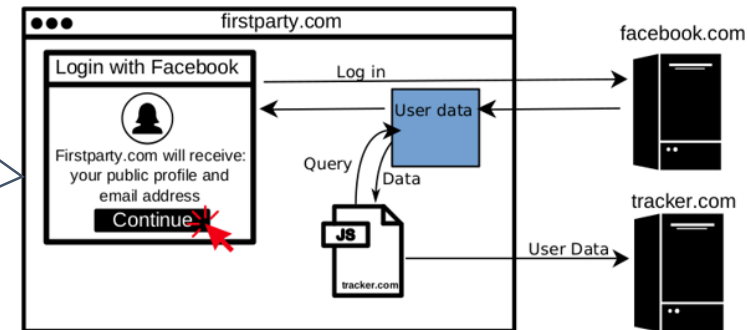 firstparty.com
facebook.com
Login with Facebook
Log in
User data
Firstparty.com will receive:
your public profile and
email address
Continue
Query
Data
JS
tracker.com
User Data
tracker.com